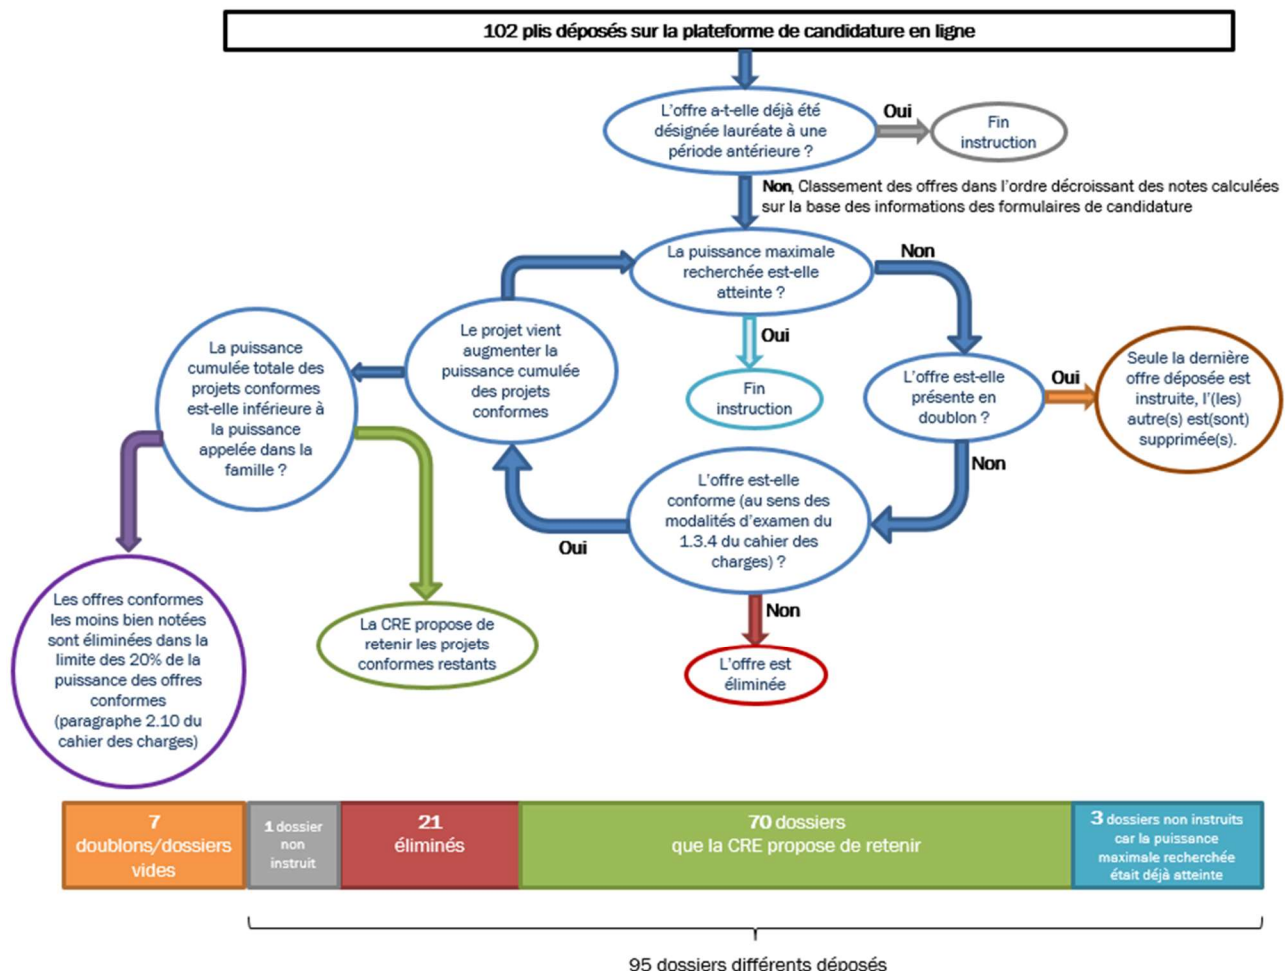 102 plis déposés sur la plateforme de candidature en ligne
L'offre a-t-elle déjà été
désignée lauréate à une
période antérieure ?
Oui
Fin
instruction
Non, Classement des offres dans l'ordre décroissant des notes calculées
sur la base des informations des formulaires de candidature
La puissance maximale
recherchée est-elle
atteinte ?
Non
Oui
Fin
instruction
Le projet vient
augmenter la
puissance cumulée
des projets
conformes
La puissance
cumulée totale des
projets conformes
est-elle inférieure à
la puissance
appelée dans la
famille ?
L'offre est-elle
présente en
doublon ?
Oui
Seule la dernière
offre déposée est
instruite, l'(les)
autre(s) est(sont)
supprimée(s).
Non
L'offre est-elle
conforme (au sens des
modalités d'examen du
1.3.4 du cahier des
charges) ?
Oui
Non
L'offre est
éliminée
La CRE propose de
retenir les projets
conformes restants
Les offres conformes
les moins bien notées
sont éliminées dans la
limite des 20% de la
puissance des offres
conformes
(paragraphe 2.10 du
cahier des charges)
7
doublons/dossiers
vides
1 dossier
non
instruit
21
éliminés
70 dossiers
que la CRE propose de retenir
3 dossiers non instruits
car la puissance
maximale recherchée
était déjà atteinte
95 dossiers différents déposés